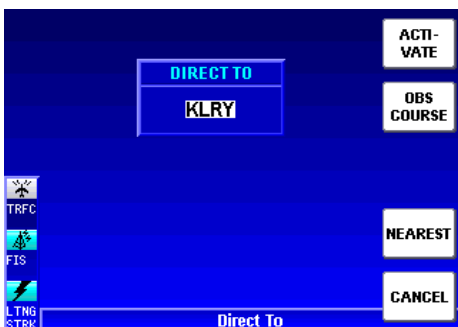 ACTI-
VATE
DIRECT TO
KLRY
OBS
COURSE
TRFC
FIS
NEAREST
LTNG
STRK
CANCEL
Direct To